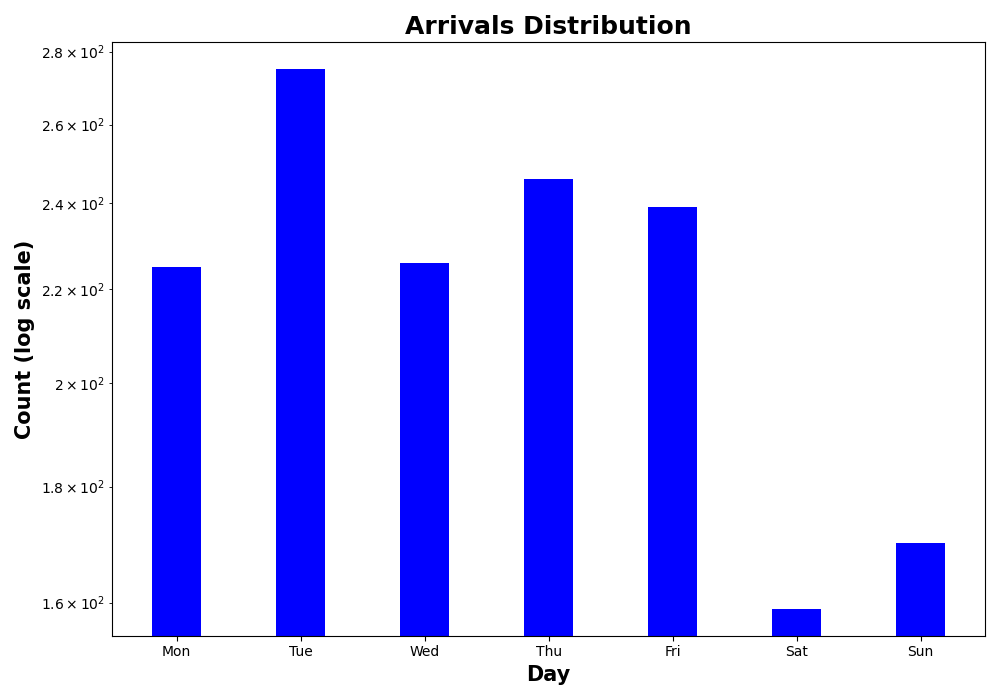 Arrivals Distribution
2.8 × 10²
2.6 × 10²
2.4 × 10²
2.2 × 10²
2 × 10²
1.8 × 10²
1.6 × 10²
Count (log scale)
Mon Tue Wed Thu Fri Sat Sun
Day